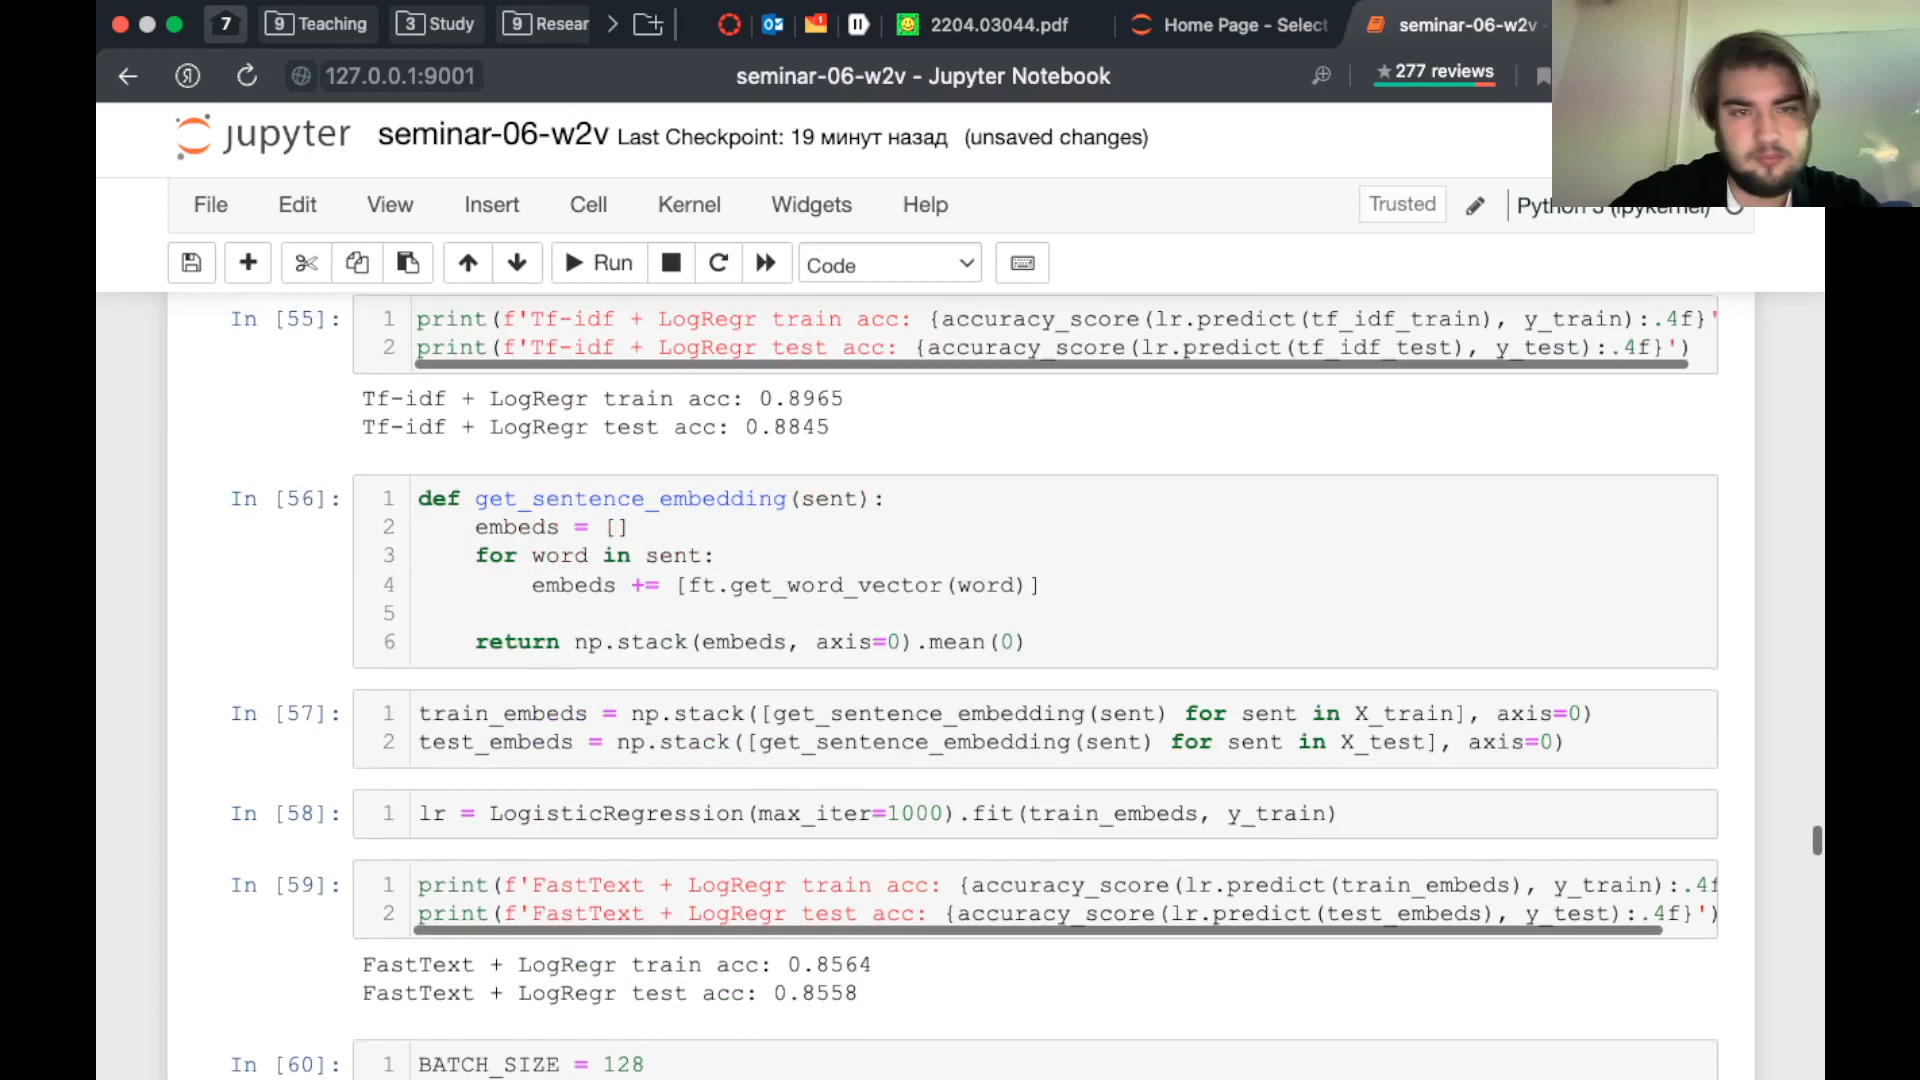 7 9 Teaching 3 Study 9 Resear 2204.03044.pdf Home Page - Select seminar-06-w2v -
127.0.0.1:9001 seminar-06-w2v - Jupyter Notebook ★277 reviews
jupyter seminar-06-w2v Last Checkpoint: 19 минут назад (unsaved changes)
File Edit View Insert Cell Kernel Widgets Help Trusted Python 3 (ipykernel)
Run Code
In [55]: 1 print(f'Tf-idf + LogRegr train acc: {accuracy_score(lr.predict(tf_idf_train), y_train):.4f}'
2 print(f'Tf-idf + LogRegr test acc: {accuracy_score(lr.predict(tf_idf_test), y_test):.4f}')
Tf-idf + LogRegr train acc: 0.8965
Tf-idf + LogRegr test acc: 0.8845
In [56]: 1 def get_sentence_embedding(sent):
2 embeds = []
3 for word in sent:
4 embeds += [ft.get_word_vector(word)]
5
6 return np.stack(embeds, axis=0).mean(0)
In [57]: 1 train_embeds = np.stack([get_sentence_embedding(sent) for sent in X_train], axis=0)
2 test_embeds = np.stack([get_sentence_embedding(sent) for sent in X_test], axis=0)
In [58]: 1 lr = LogisticRegression(max_iter=1000).fit(train_embeds, y_train)
In [59]: 1 print(f'FastText + LogRegr train acc: {accuracy_score(lr.predict(train_embeds), y_train):.4f
2 print(f'FastText + LogRegr test acc: {accuracy_score(lr.predict(test_embeds), y_test):.4f}')
FastText + LogRegr train acc: 0.8564
FastText + LogRegr test acc: 0.8558
In [60]: 1 BATCH_SIZE = 128